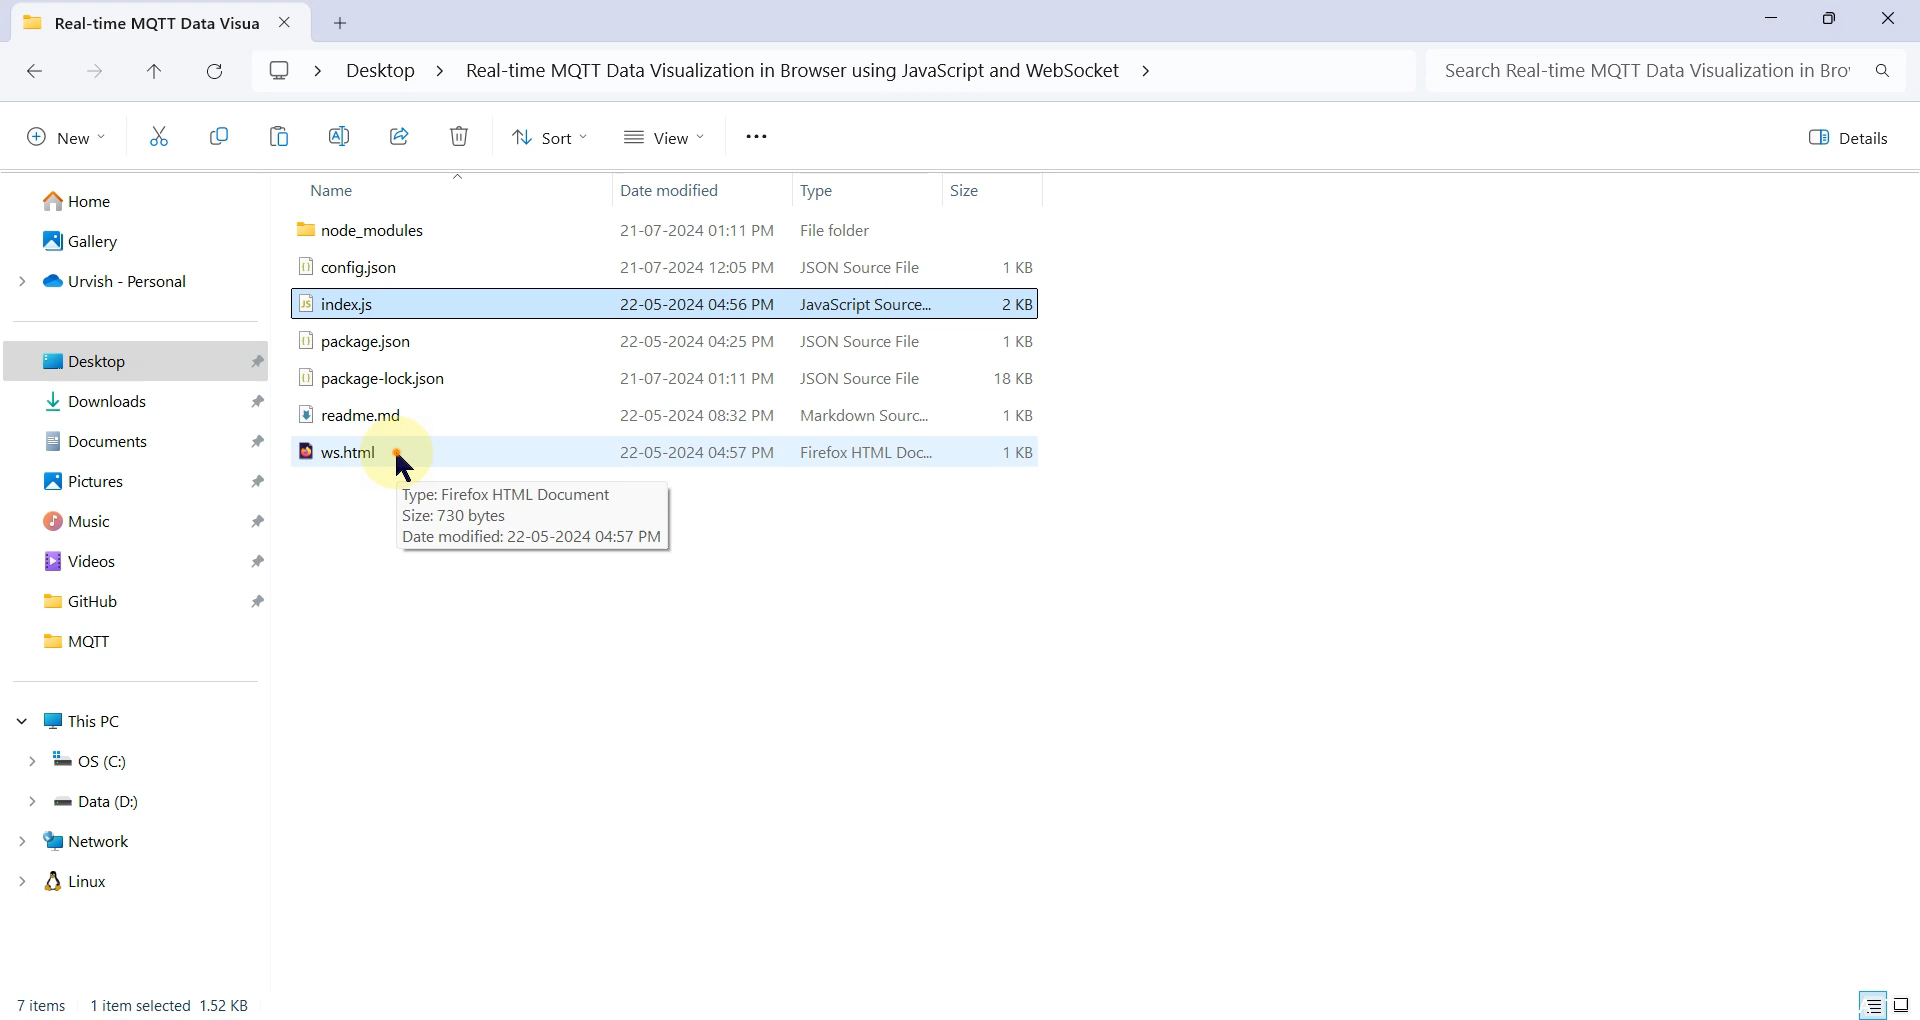 Real-time MQTT Data Visua
Desktop > Real-time MQTT Data Visualization in Browser using JavaScript and WebSocket >
Search Real-time MQTT Data Visualization in Bro
New
Sort
View
Details
Name Date modified Type Size
node_modules 21-07-2024 01:11 PM File folder
config.json 21-07-2024 12:05 PM JSON Source File 1 KB
index.js 22-05-2024 04:56 PM JavaScript Source... 2 KB
package.json 22-05-2024 04:25 PM JSON Source File 1 KB
package-lock.json 21-07-2024 01:11 PM JSON Source File 18 KB
readme.md 22-05-2024 08:32 PM Markdown Sourc... 1 KB
ws.html 22-05-2024 04:57 PM Firefox HTML Doc... 1 KB
Type: Firefox HTML Document
Size: 730 bytes
Date modified: 22-05-2024 04:57 PM
Home
Gallery
Urvish - Personal
Desktop
Downloads
Documents
Pictures
Music
Videos
GitHub
MQTT
This PC
OS (C:)
Data (D:)
Network
Linux
7 items 1 item selected 1.52 KB